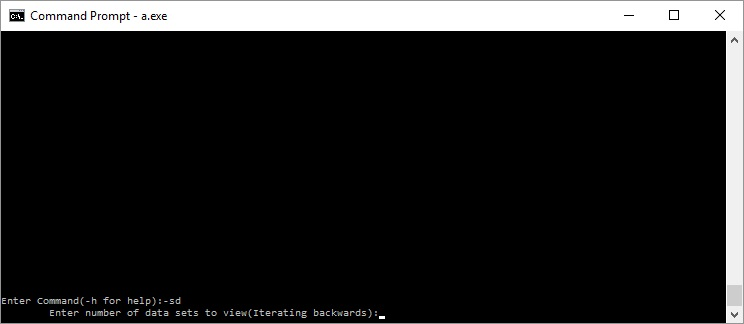 Command Prompt - a.exe
Enter Command(-h for help):-sd
Enter number of data sets to view(Iterating backwards):